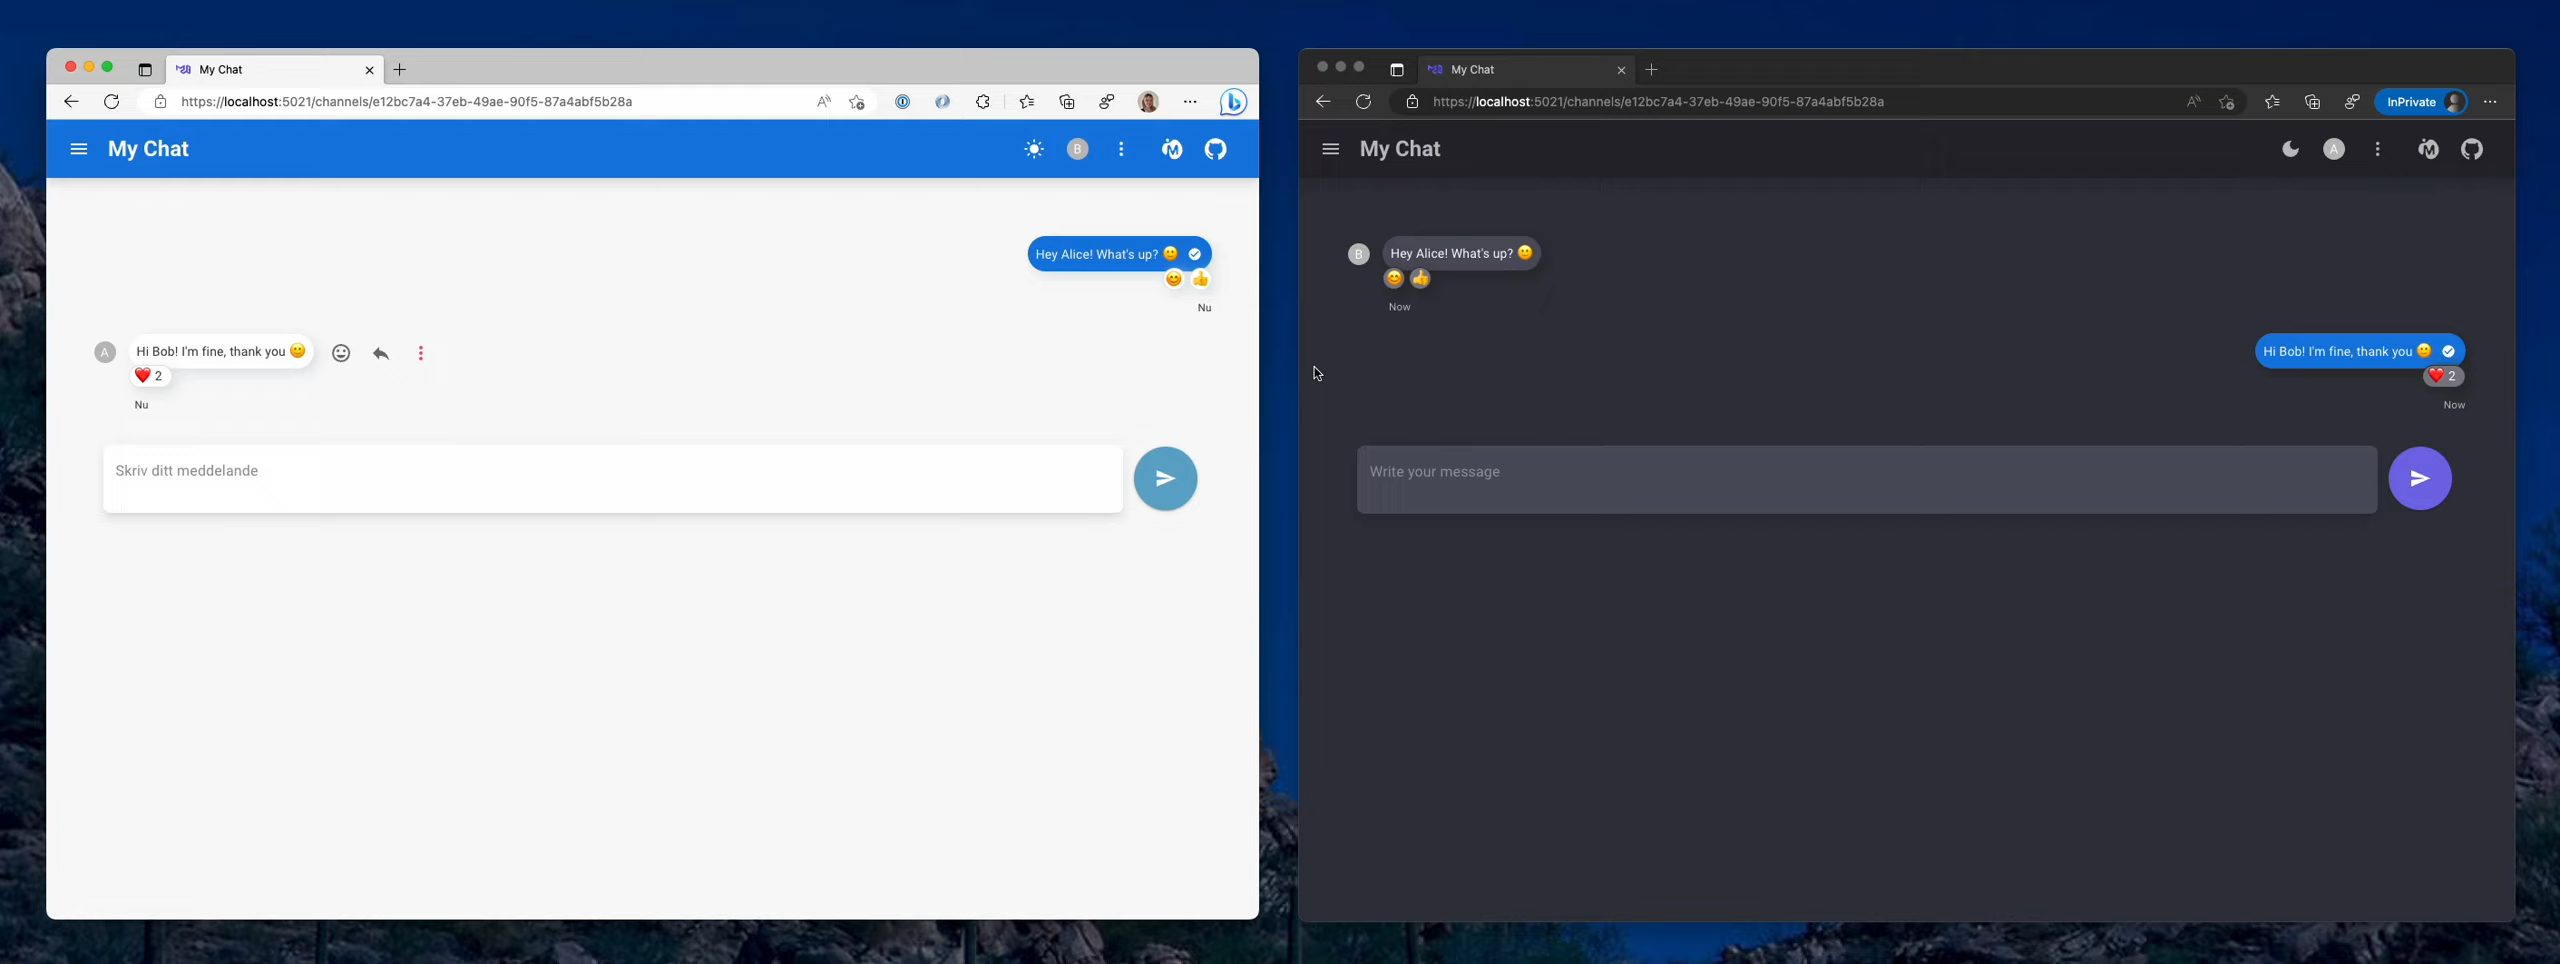 My Chat
https://localhost:5021/channels/e12bc7a4-37eb-49ae-90f5-87a4abf5b28a
My Chat
B
Hey Alice! What's up? 🙂
😊 👍
Nu
A
Hi Bob! I'm fine, thank you 🙂
❤️ 2
Nu
Skriv ditt meddelande
My Chat
https://localhost:5021/channels/e12bc7a4-37eb-49ae-90f5-87a4abf5b28a
InPrivate
My Chat
A
B
Hey Alice! What's up? 🙂
😊 👍
Now
Hi Bob! I'm fine, thank you 🙂
❤️ 2
Now
Write your message